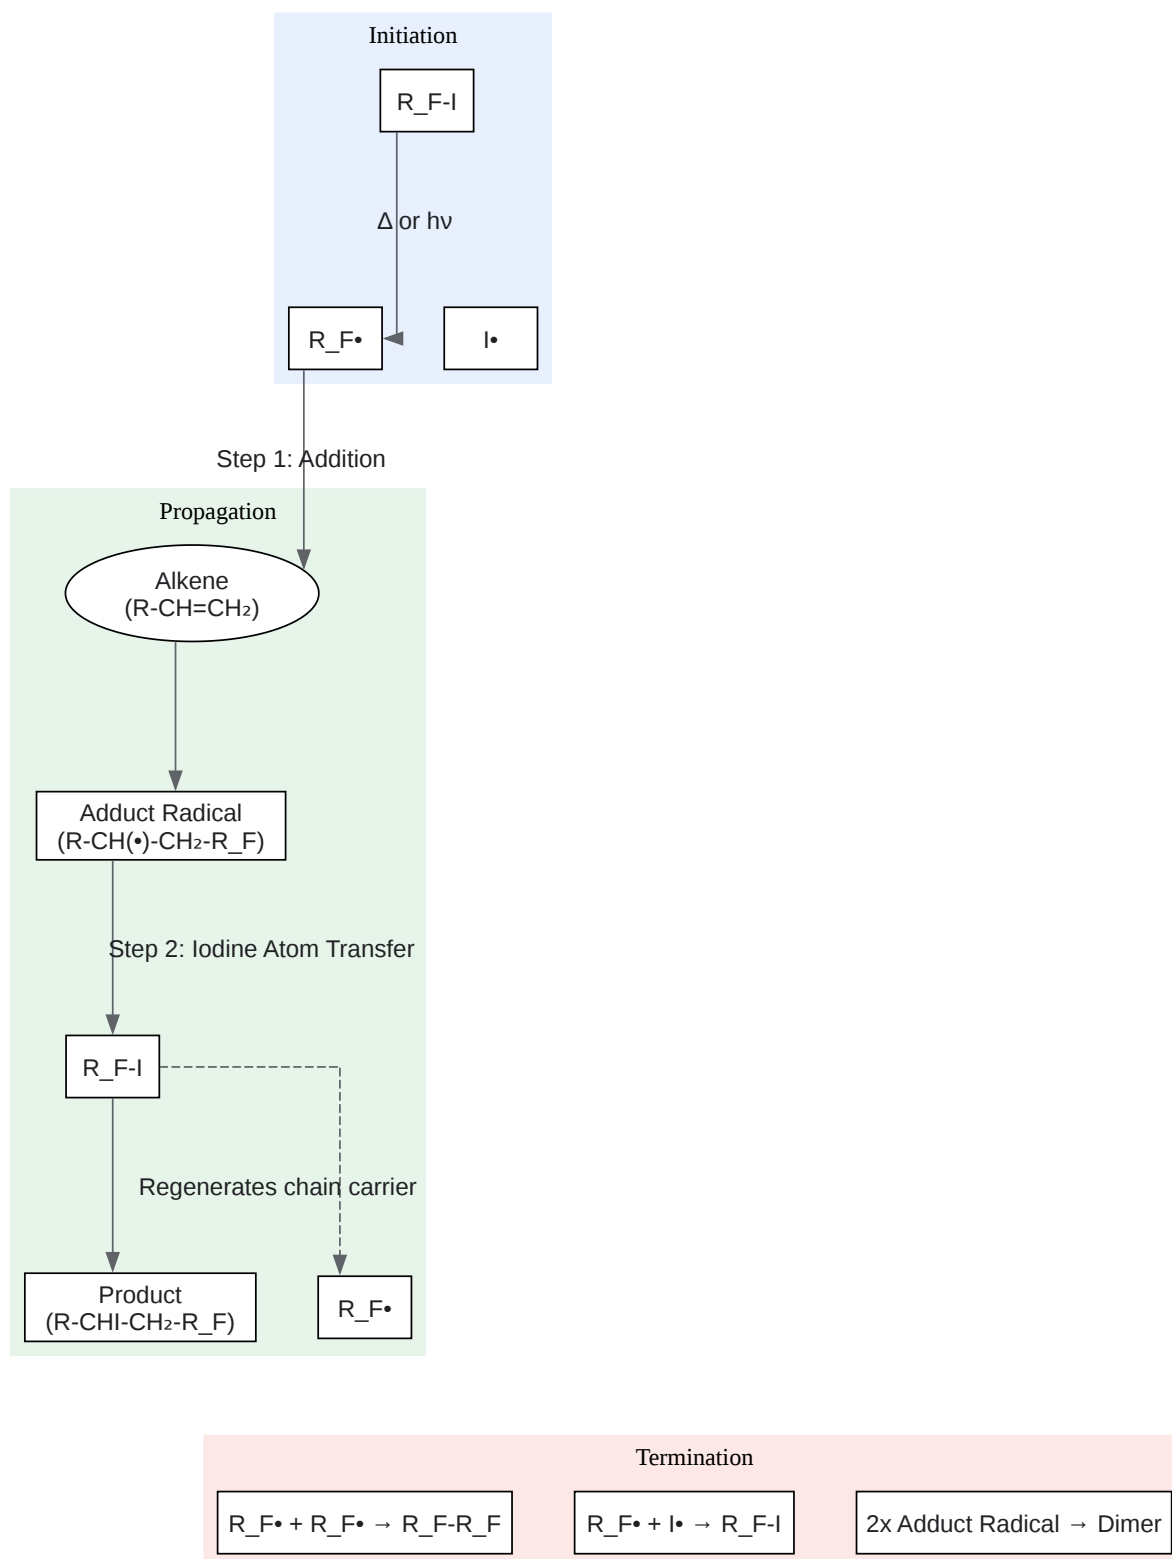 Initiation
R_F-I
Δ or hν
R_F•
I•
Step 1: Addition
Propagation
Alkene
(R-CH=CH₂)
Adduct Radical
(R-CH(•)-CH₂-R_F)
Step 2: Iodine Atom Transfer
R_F-I
Regenerates chain carrier
Product
(R-CHI-CH₂-R_F)
R_F•
Termination
R_F• + R_F• → R_F-R_F
R_F• + I• → R_F-I
2x Adduct Radical → Dimer